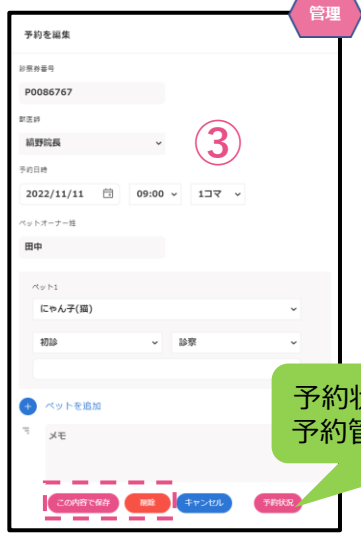 管理
予約を編集
診察券番号
P0086767
獣医師
縞野院長
予約日時
2022/11/11 09:00 1コマ
③
ペットオーナー姓
田中
ペット1
にゃん子(猫)
初診 診察
+ ペットを追加
メモ
予約状
予約管
この内容で保存 削除 キャンセル 予約状況